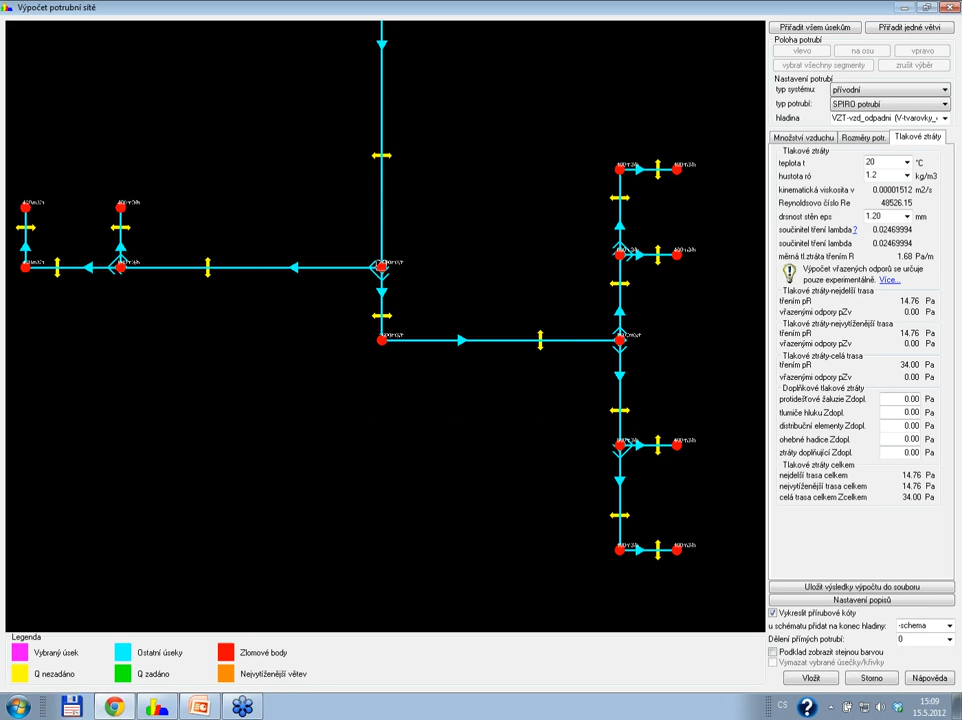 Výpočet potrubní sítě
Přiřadit všem úsekům
Přiřadit jedné větvi
Poloha potrubí
vlevo
na osu
vpravo
vybrat všechny segmenty
zrušit výběr
Nastavení potrubí
typ systému: přívodní
typ potrubí: SPIRO potrubí
hladina VZT-vzd_odpadni (V-tvarovky_
Množství vzduchu
Rozměry potr.
Tlakové ztráty
Tlakové ztráty
teplota t 20 °C
hustota ró 1.2 kg/m3
kinematická viskosita v 0.00001512 m2/s
Reynoldsovo číslo Re 48526.15
drsnost stěn eps 1.20 mm
součinitel tření lambda ? 0.02469994
součinitel tření lambda 0.02469994
měrná tl.ztráta třením R 1.68 Pa/m
Výpočet vřazených odporů se určuje
pouze experimentálně. Více...
Tlakové ztráty-nejdelší trasa
třením pR 14.76 Pa
vřazenými odpory pZv 0.00 Pa
Tlakové ztráty-nejvytíženější trasa
třením pR 14.76 Pa
vřazenými odpory pZv 0.00 Pa
Tlakové ztráty-celá trasa
třením pR 34.00 Pa
vřazenými odpory pZv 0.00 Pa
Doplňkové tlakové ztráty
protidešťové žaluzie Zdopl. 0.00 Pa
tlumiče hluku Zdopl. 0.00 Pa
distribuční elementy Zdopl. 0.00 Pa
ohebné hadice Zdopl. 0.00 Pa
ztráty doplňující Zdopl. 0.00 Pa
Tlakové ztráty celkem
nejdelší trasa celkem 14.76 Pa
nejvytíženější trasa celkem 14.76 Pa
celá trasa celkem Zcelkem 34.00 Pa
Uložit výsledky výpočtu do souboru
Nastavení popisů
Vykreslit přírubové kóty
u schématu přidat na konec hladiny: -schema
Dělení přímých potrubí: 0
Podklad zobrazit stejnou barvou
Vymazat vybrané úsečky/křivky
Vložit
Storno
Nápověda
Legenda
Vybraný úsek
Ostatní úseky
Zlomové body
Q nezadáno
Q zadáno
Nejvytíženější větev
CS
15:09
15.5.2012